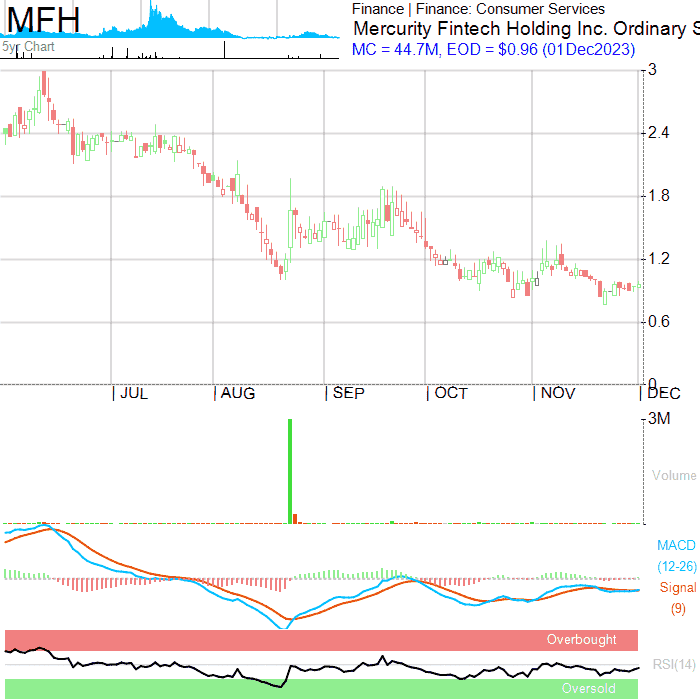 MFH
5yr Chart
Finance | Finance: Consumer Services
Mercurity Fintech Holding Inc. Ordinary S
MC = 44.7M, EOD = $0.96 (01Dec2023)
3
2.4
1.8
1.2
0.6
0
JUL
AUG
SEP
OCT
NOV
DEC
3M
Volume
MACD
(12-26)
Signal
(9)
Overbought
RSI(14)
Oversold